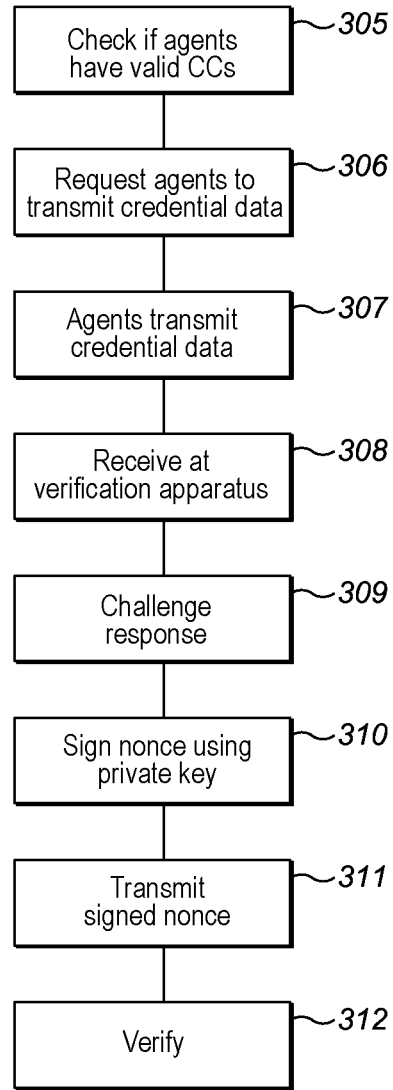 Check if agents
have valid CCs
305
Request agents to
transmit credential data
306
Agents transmit
credential data
307
Receive at
verification apparatus
308
Challenge
response
309
Sign nonce using
private key
310
Transmit
signed nonce
311
Verify
312